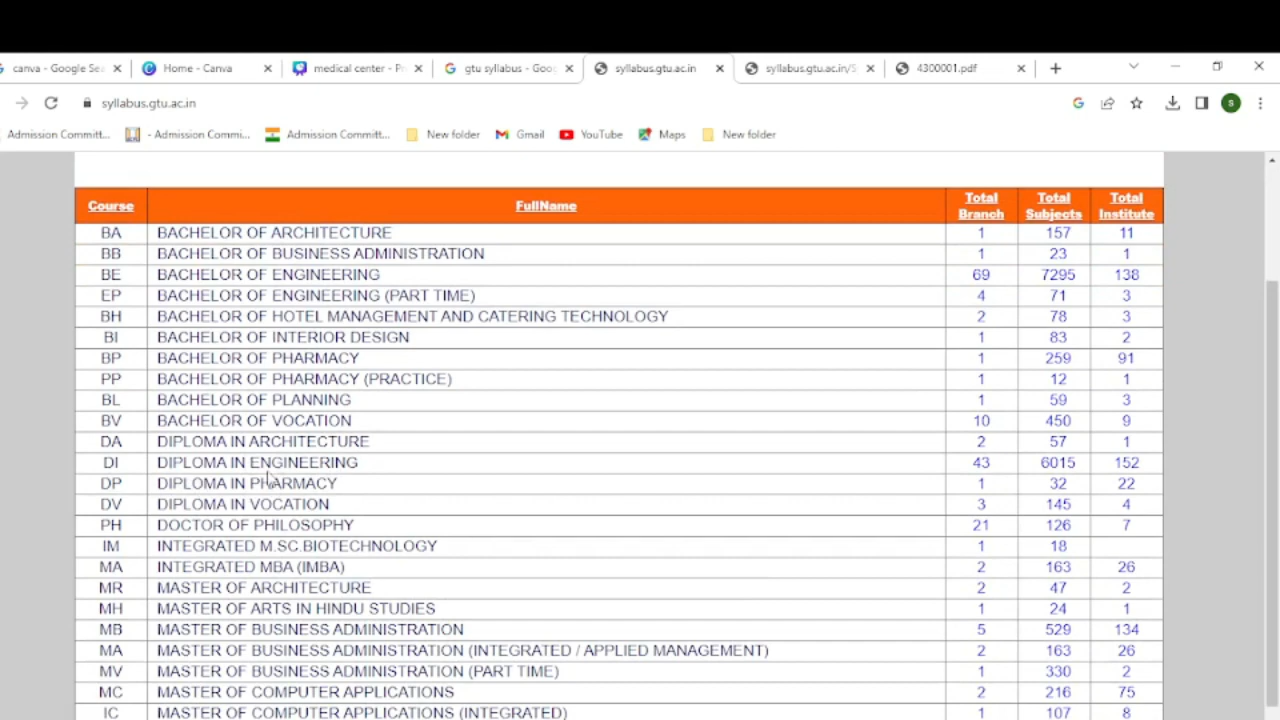 canva - Google Sea
Home - Canva
medical center - Pr
gtu syllabus - Goog
syllabus.gtu.ac.in
syllabus.gtu.ac.in/S
4300001.pdf
syllabus.gtu.ac.in
S
Admission Committ...
- Admission Commi...
Admission Committ...
New folder
Gmail
YouTube
Maps
New folder
Course FullName Total Branch Total Subjects Total Institute
BA BACHELOR OF ARCHITECTURE 1 157 11
BB BACHELOR OF BUSINESS ADMINISTRATION 1 23 1
BE BACHELOR OF ENGINEERING 69 7295 138
EP BACHELOR OF ENGINEERING (PART TIME) 4 71 3
BH BACHELOR OF HOTEL MANAGEMENT AND CATERING TECHNOLOGY 2 78 3
BI BACHELOR OF INTERIOR DESIGN 1 83 2
BP BACHELOR OF PHARMACY 1 259 91
PP BACHELOR OF PHARMACY (PRACTICE) 1 12 1
BL BACHELOR OF PLANNING 1 59 3
BV BACHELOR OF VOCATION 10 450 9
DA DIPLOMA IN ARCHITECTURE 2 57 1
DI DIPLOMA IN ENGINEERING 43 6015 152
DP DIPLOMA IN PHARMACY 1 32 22
DV DIPLOMA IN VOCATION 3 145 4
PH DOCTOR OF PHILOSOPHY 21 126 7
IM INTEGRATED M.SC.BIOTECHNOLOGY 1 18
MA INTEGRATED MBA (IMBA) 2 163 26
MR MASTER OF ARCHITECTURE 2 47 2
MH MASTER OF ARTS IN HINDU STUDIES 1 24 1
MB MASTER OF BUSINESS ADMINISTRATION 5 529 134
MA MASTER OF BUSINESS ADMINISTRATION (INTEGRATED / APPLIED MANAGEMENT) 2 163 26
MV MASTER OF BUSINESS ADMINISTRATION (PART TIME) 1 330 2
MC MASTER OF COMPUTER APPLICATIONS 2 216 75
IC MASTER OF COMPUTER APPLICATIONS (INTEGRATED) 1 107 8